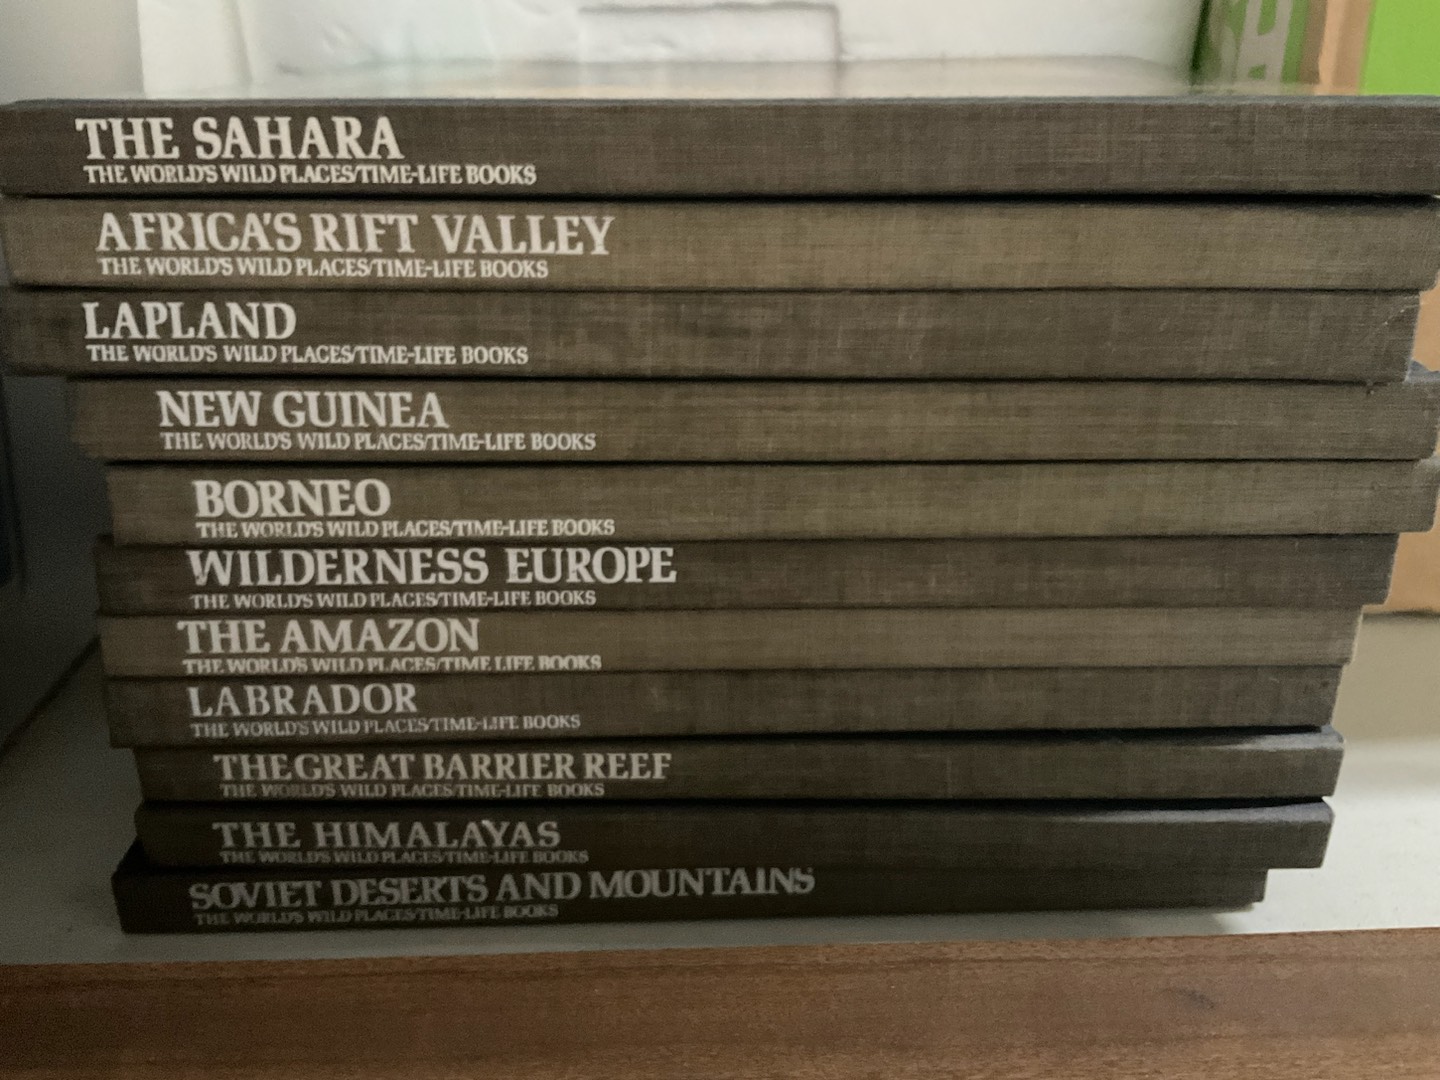 THE SAHARA
THE WORLD'S WILD PLACES/TIME-LIFE BOOKS
AFRICA'S RIFT VALLEY
THE WORLD'S WILD PLACES/TIME-LIFE BOOKS
LAPLAND
THE WORLD'S WILD PLACES/TIME-LIFE BOOKS
NEW GUINEA
THE WORLD'S WILD PLACES/TIME-LIFE BOOKS
BORNEO
THE WORLD'S WILD PLACES/TIME-LIFE BOOKS
WILDERNESS EUROPE
THE WORLD'S WILD PLACES/TIME-LIFE BOOKS
THE AMAZON
THE WORLD'S WILD PLACES/TIME LIFE BOOKS
LABRADOR
THE WORLD'S WILD PLACES/TIME-LIFE BOOKS
THE GREAT BARRIER REEF
THE WORLD'S WILD PLACES/TIME-LIFE BOOKS
THE HIMALAYAS
THE WORLD'S WILD PLACES/TIME-LIFE BOOKS
SOVIET DESERTS AND MOUNTAINS
THE WORLD'S WILD PLACES/TIME-LIFE BOOKS